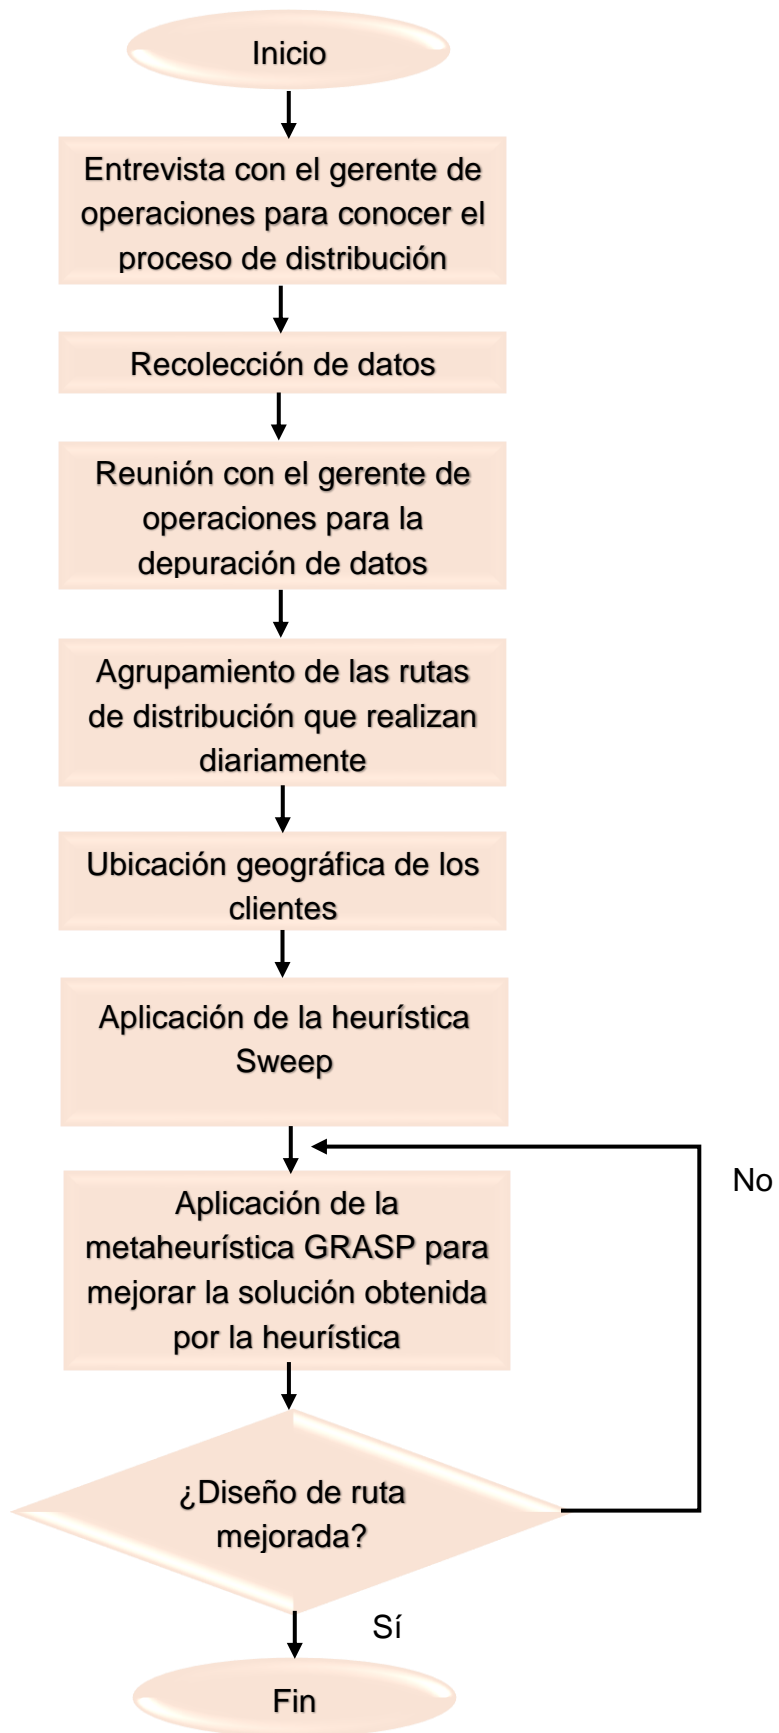 Inicio
Entrevista con el gerente de
operaciones para conocer el
proceso de distribución
Recolección de datos
Reunión con el gerente de
operaciones para la
depuración de datos
Agrupamiento de las rutas
de distribución que realizan
diariamente
Ubicación geográfica de los
clientes
Aplicación de la heurística
Sweep
Aplicación de la
metaheurística GRASP para
mejorar la solución obtenida
por la heurística
No
¿Diseño de ruta
mejorada?
Sí
Fin